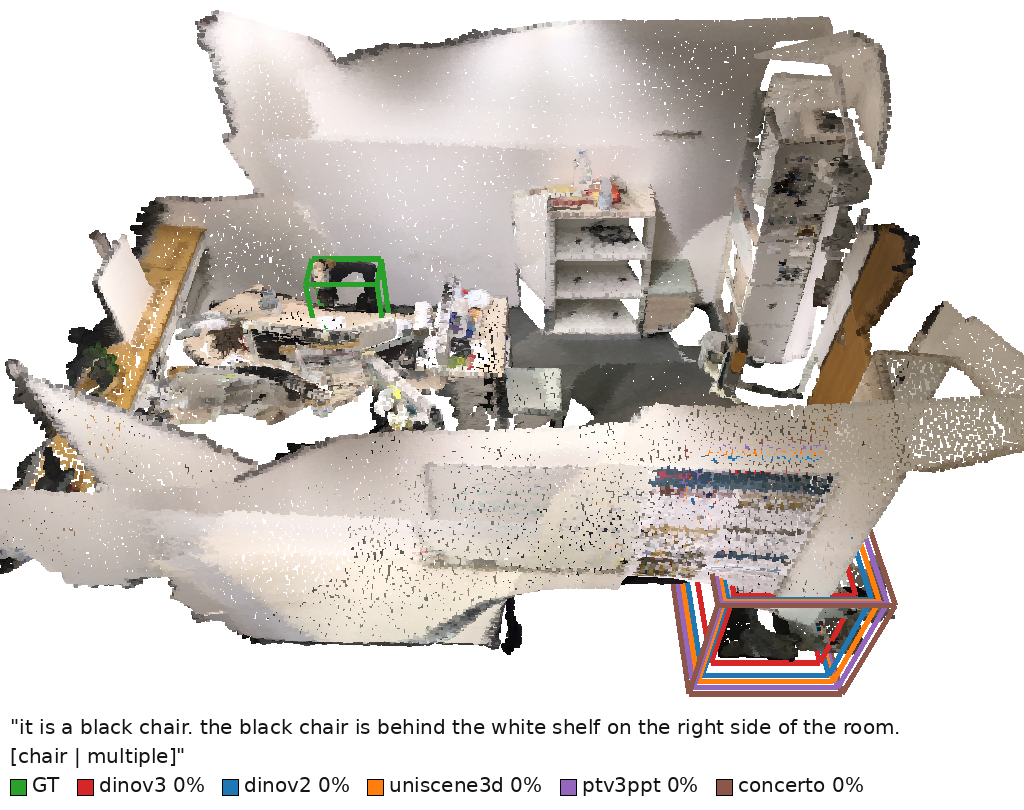 "it is a black chair. the black chair is behind the white shelf on the right side of the room.
[chair | multiple]"
GT dinov3 0% dinov2 0% uniscene3d 0% ptv3ppt 0% concerto 0%